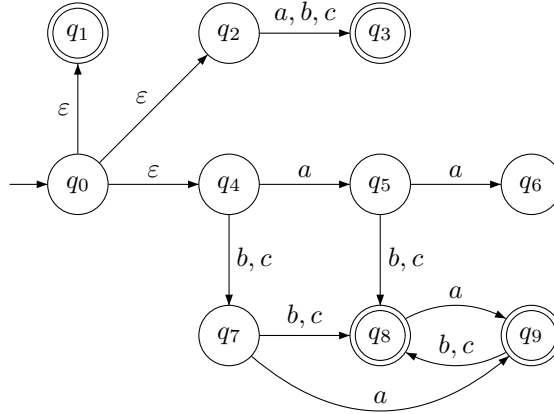 q₁
q₂
a, b, c
q₃
ε
ε
q₀
ε
q₄
a
q₅
a
q₆
b, c
b, c
q₇
b, c
q₈
a
b, c
q₉
a